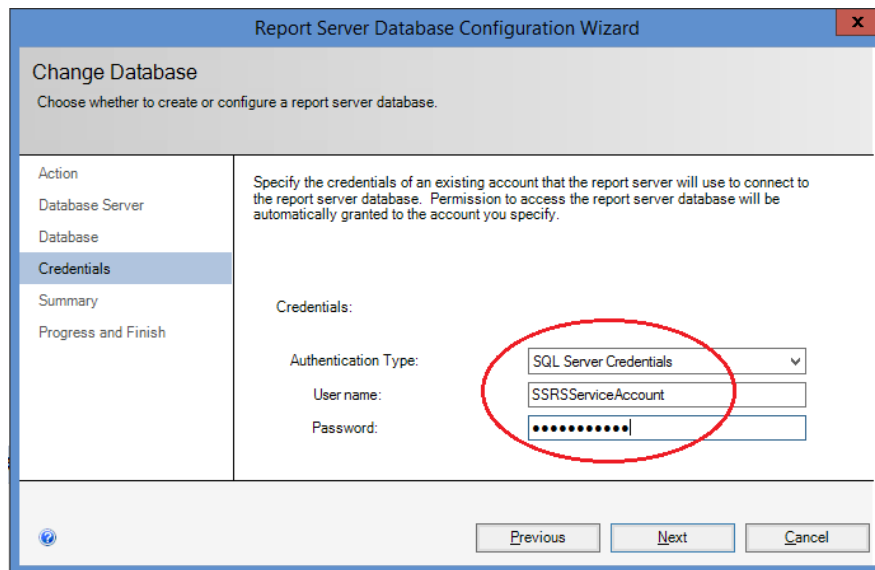 Report Server Database Configuration Wizard
x
Change Database
Choose whether to create or configure a report server database.
Action
Database Server
Database
Credentials
Summary
Progress and Finish
Specify the credentials of an existing account that the report server will use to connect to
the report server database. Permission to access the report server database will be
automatically granted to the account you specify.
Credentials:
Authentication Type: SQL Server Credentials
User name: SSRSServiceAccount
Password: ●●●●●●●●●●●
?
Previous Next Cancel